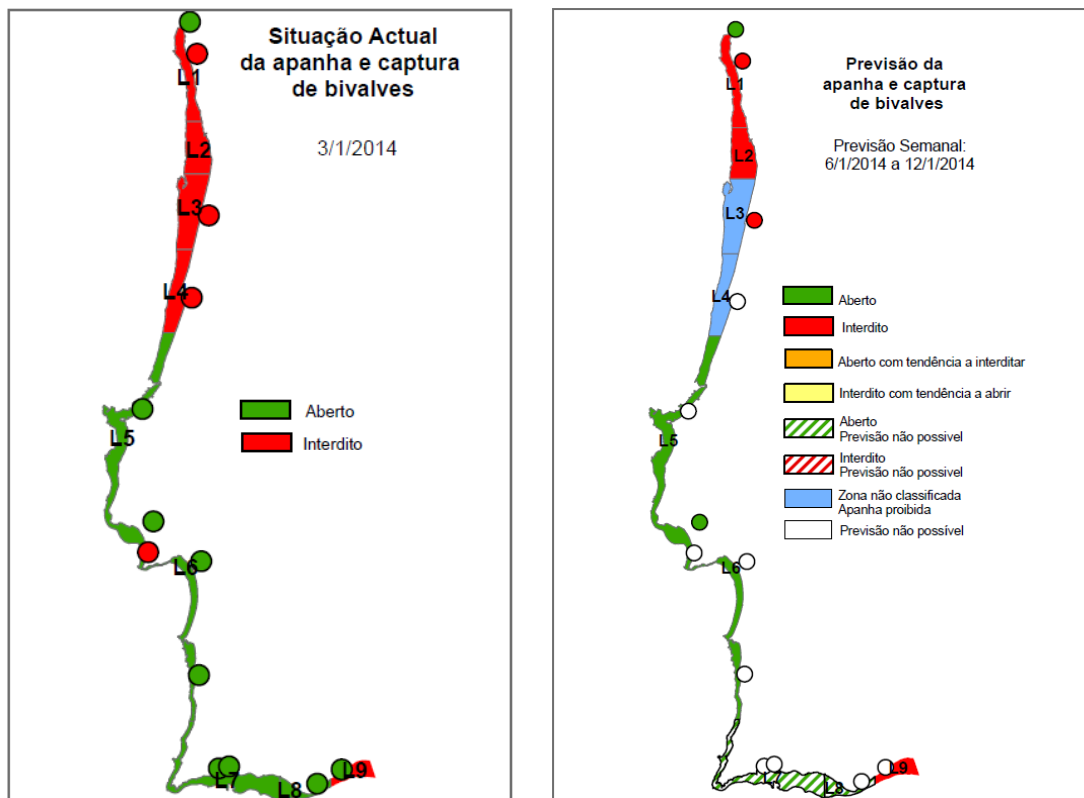 Situação Actual
da apanha e captura
de bivalves
3/1/2014
L1
L2
L3
L4
L5
L6
L7
L8
L9
Aberto
Interdito
Previsão da
apanha e captura
de bivalves
Previsão Semanal:
6/1/2014 a 12/1/2014
L1
L2
L3
L4
L5
L6
L8
L9
Aberto
Interdito
Aberto com tendência a interditar
Interdito com tendência a abrir
Aberto
Previsão não possivel
Interdito
Previsão não possivel
Zona não classificada
Apanha proibida
Previsão não possível